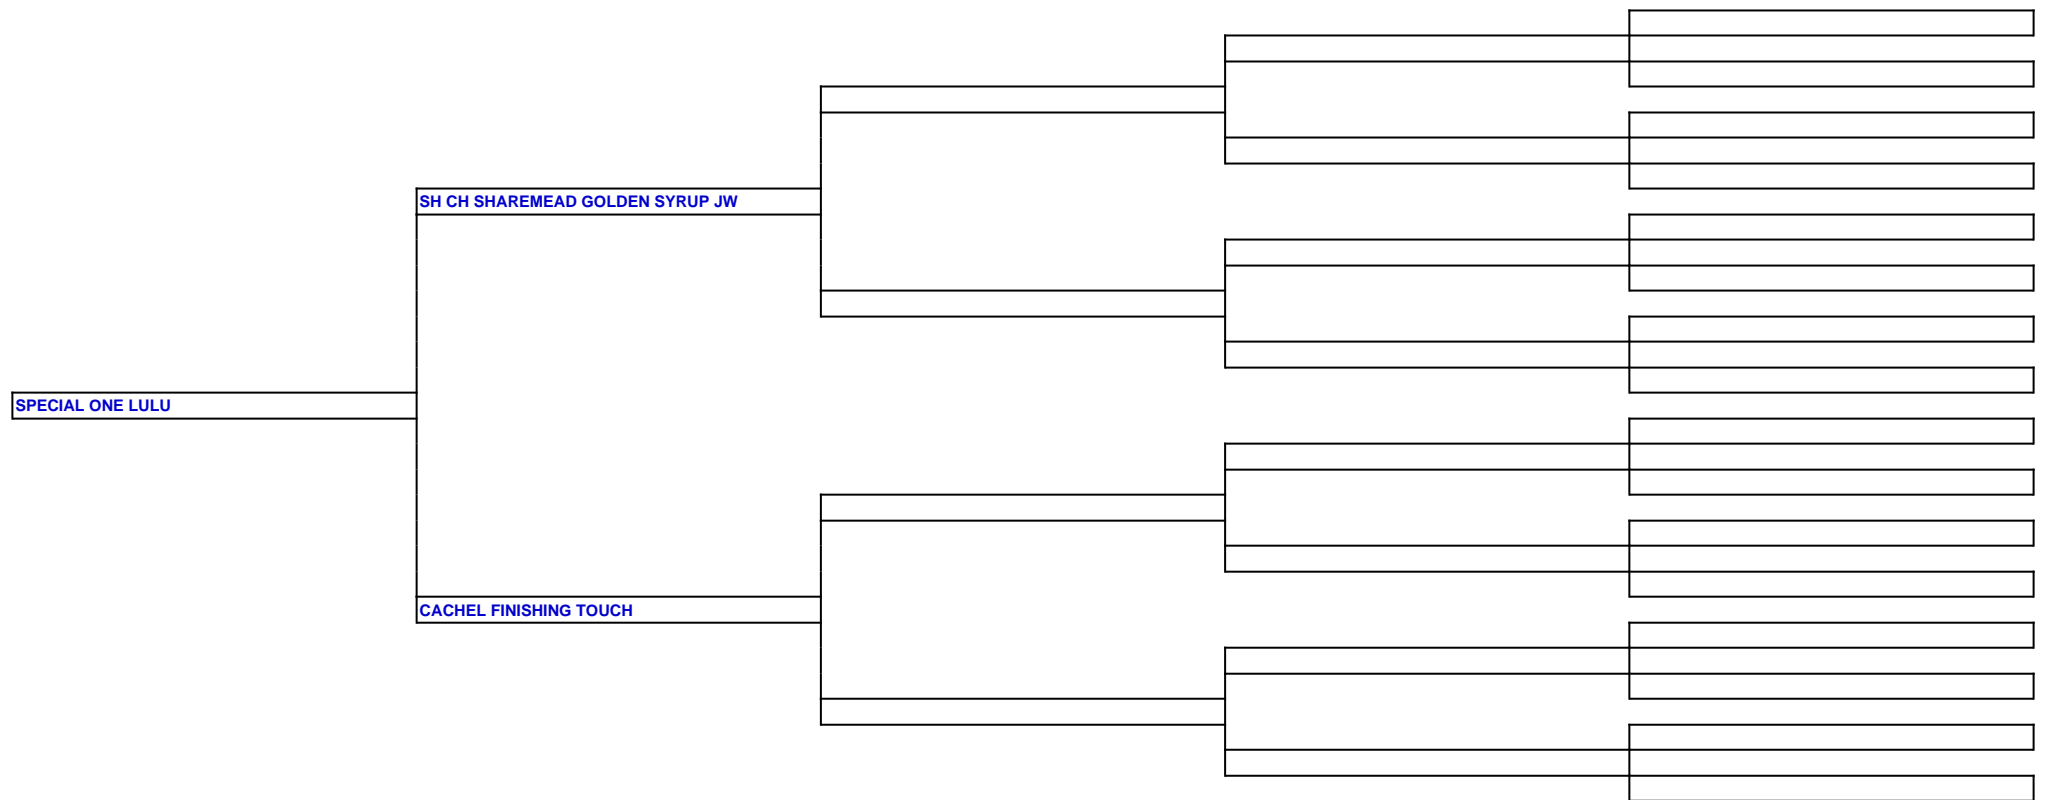 SH CH SHAREMEAD GOLDEN SYRUP JW
SPECIAL ONE LULU
CACHEL FINISHING TOUCH